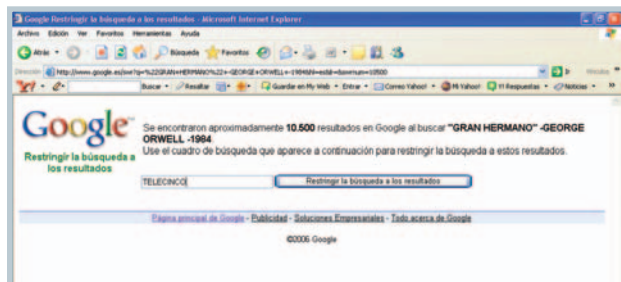 Google Restringir la búsqueda a los resultados - Microsoft Internet Explorer
Archivo Edición Ver Favoritos Herramientas Ayuda
Atrás Búsqueda Favoritos
Dirección Ir Vínculos
Buscar Resaltar Guardar en My Web Entrar Correo Yahoo! Mi Yahoo! Y! Respuestas Noticias
Google
Restringir la búsqueda a
los resultados
Se encontraron aproximadamente 10.500 resultados en Google al buscar "GRAN HERMANO" -GEORGE
ORWELL -1984.
Use el cuadro de búsqueda que aparece a continuación para restringir la búsqueda a estos resultados.
TELECINCO Restringir la búsqueda a los resultados
Página principal de Google - Publicidad - Soluciones Empresariales - Todo acerca de Google
©2006 Google